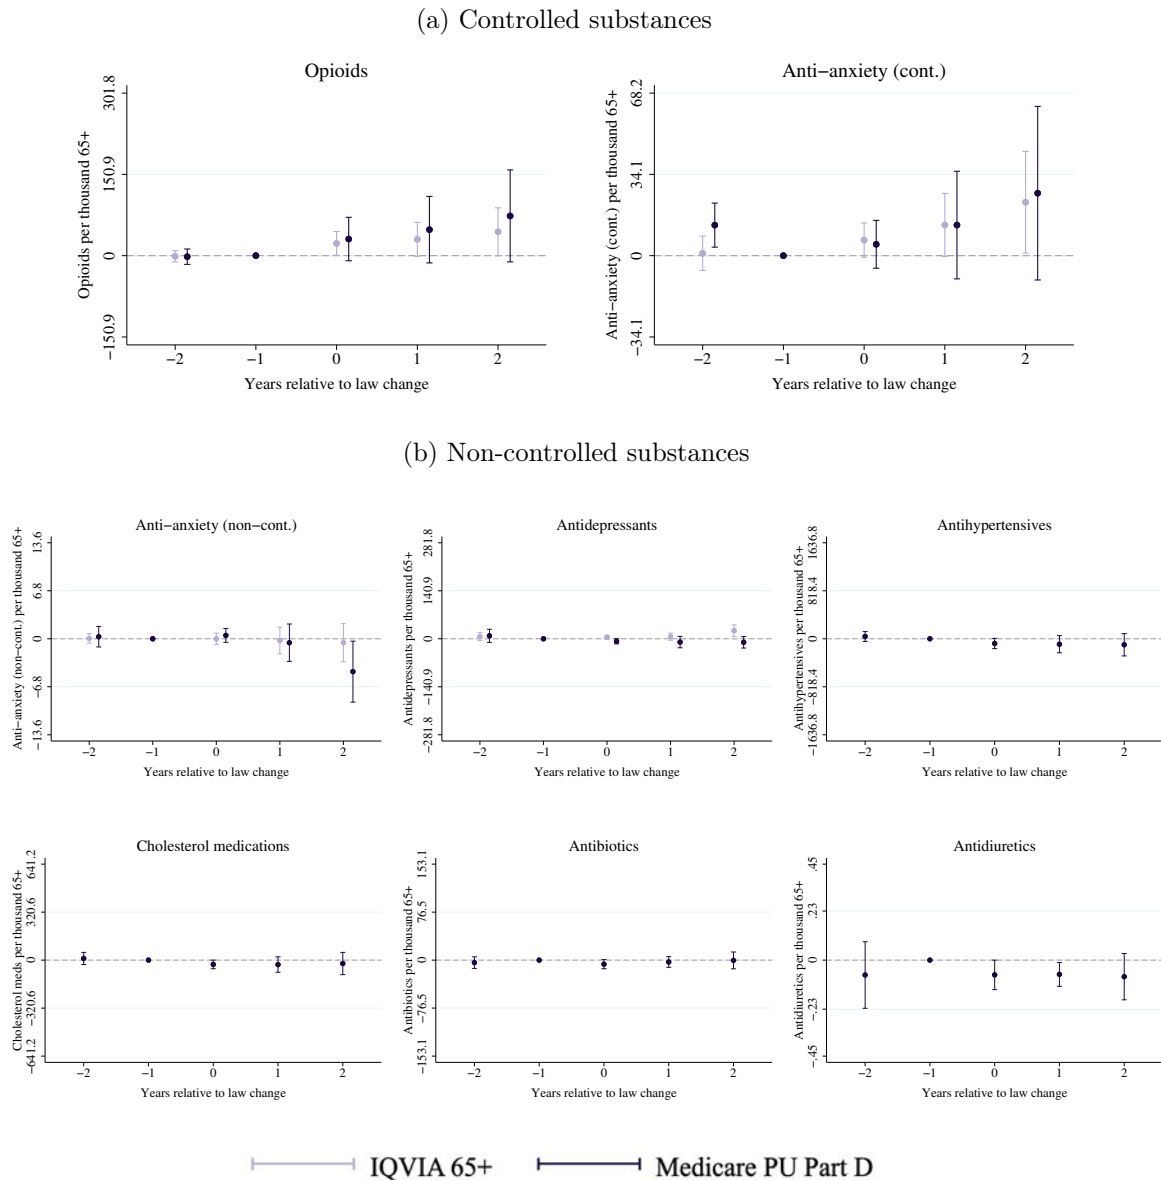 (a) Controlled substances
Opioids
Opioids per thousand 65+
301.8
150.9
0
−150.9
−2 −1 0 1 2
Years relative to law change
Anti−anxiety (cont.)
Anti−anxiety (cont.) per thousand 65+
68.2
34.1
0
−34.1
−2 −1 0 1 2
Years relative to law change
(b) Non-controlled substances
Anti−anxiety (non−cont.)
Anti−anxiety (non−cont.) per thousand 65+
13.6
6.8
0
−6.8
−13.6
−2 −1 0 1 2
Years relative to law change
Antidepressants
Antidepressants per thousand 65+
281.8
140.9
0
−140.9
−281.8
−2 −1 0 1 2
Years relative to law change
Antihypertensives
Antihypertensives per thousand 65+
1636.8
818.4
0
−818.4
−1636.8
−2 −1 0 1 2
Years relative to law change
Cholesterol medications
Cholesterol meds per thousand 65+
641.2
320.6
0
−320.6
−641.2
−2 −1 0 1 2
Years relative to law change
Antibiotics
Antibiotics per thousand 65+
153.1
76.5
0
−76.5
−153.1
−2 −1 0 1 2
Years relative to law change
Antidiuretics
Antidiuretics per thousand 65+
.45
.23
0
−.23
−.45
−2 −1 0 1 2
Years relative to law change
IQVIA 65+
Medicare PU Part D